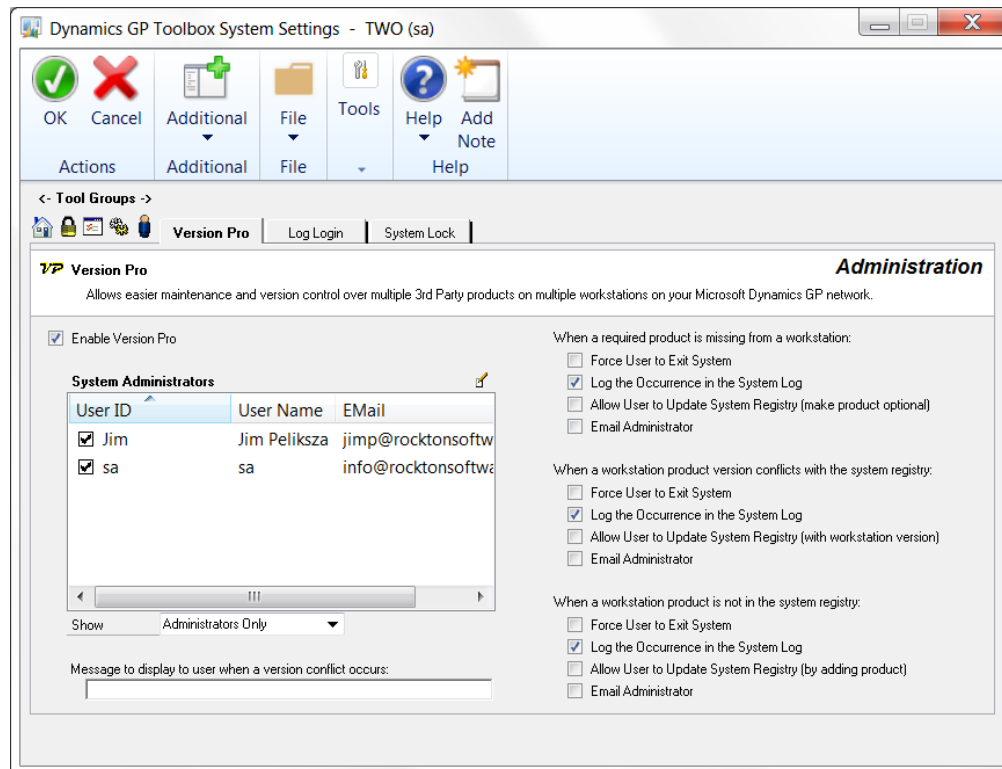 Dynamics GP Toolbox System Settings - TWO (sa)
OK Cancel Additional File Tools Help Add Note
Actions Additional File Help
<- Tool Groups ->
Version Pro Log Login System Lock
VP Version Pro Administration
Allows easier maintenance and version control over multiple 3rd Party products on multiple workstations on your Microsoft Dynamics GP network.
Enable Version Pro
System Administrators
User ID User Name EMail
Jim Jim Peliksza jimp@rocktonsoftw
sa sa info@rocktonsoftwa
Show Administrators Only
Message to display to user when a version conflict occurs:
When a required product is missing from a workstation:
Force User to Exit System
Log the Occurrence in the System Log
Allow User to Update System Registry (make product optional)
Email Administrator
When a workstation product version conflicts with the system registry:
Force User to Exit System
Log the Occurrence in the System Log
Allow User to Update System Registry (with workstation version)
Email Administrator
When a workstation product is not in the system registry:
Force User to Exit System
Log the Occurrence in the System Log
Allow User to Update System Registry (by adding product)
Email Administrator